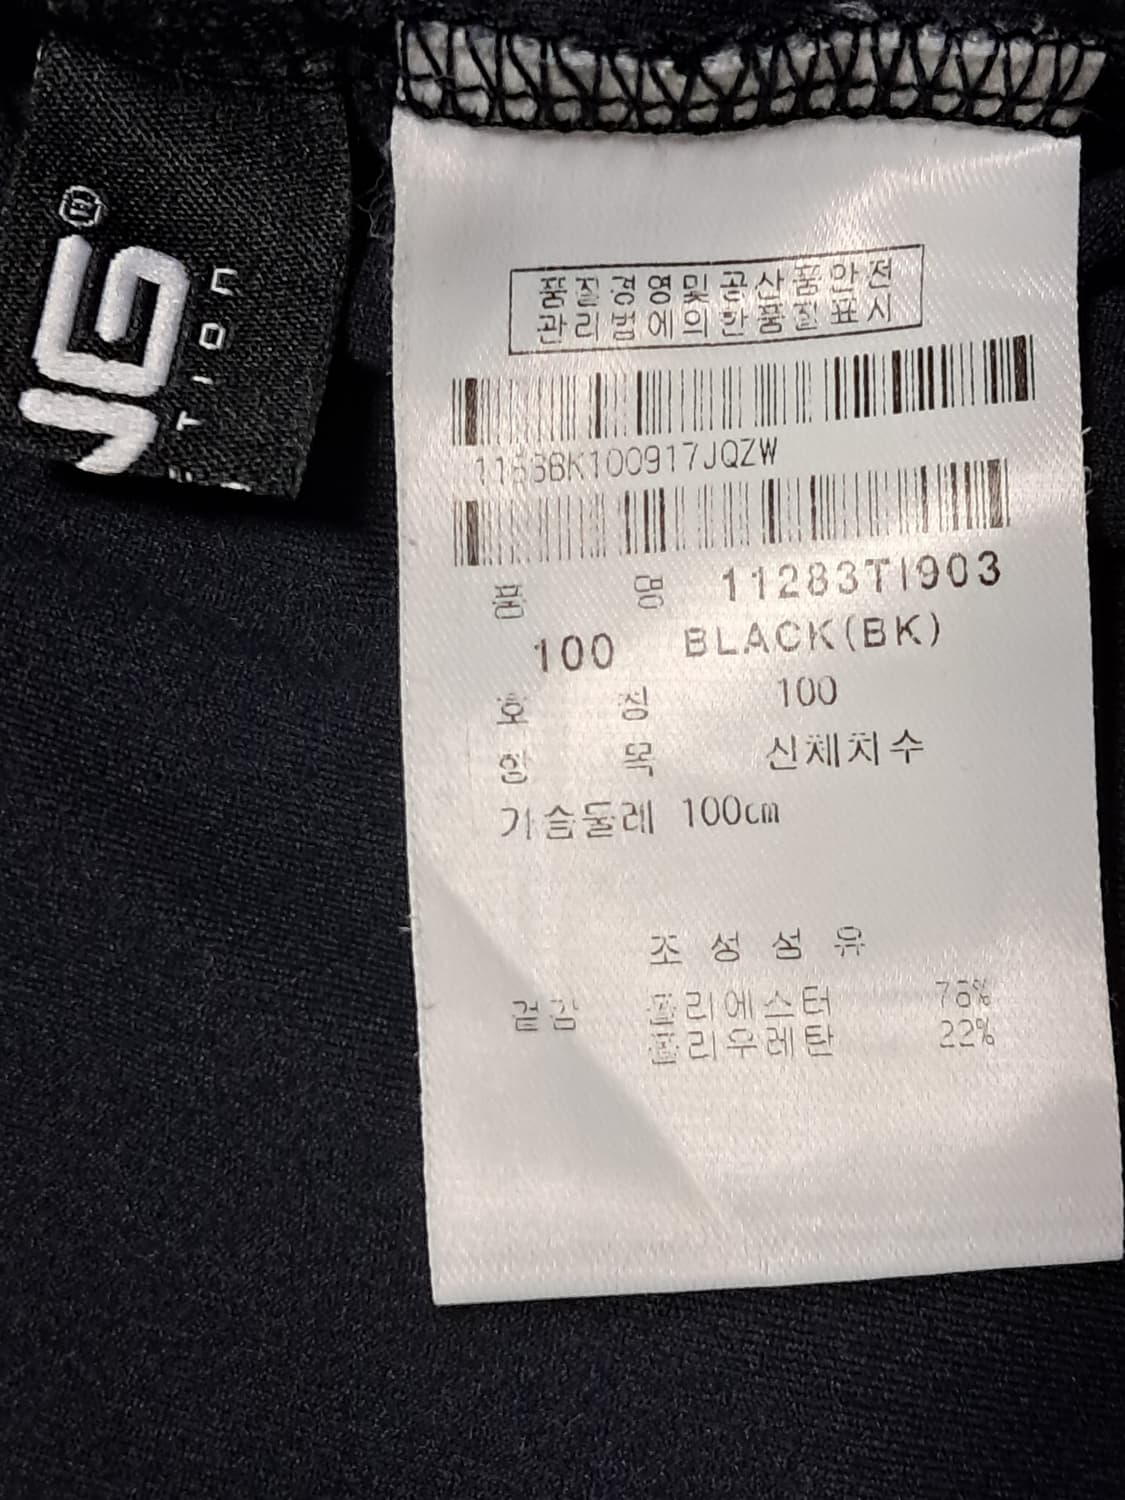 품질경영및공산품안전
관리법에의한품질표시
품 명 11283TI903
100 BLACK(BK)
호 칭 100
항 목 신체치수
가슴둘레 100cm
조성섬유
겉감 폴리에스터
폴리우레탄 22%